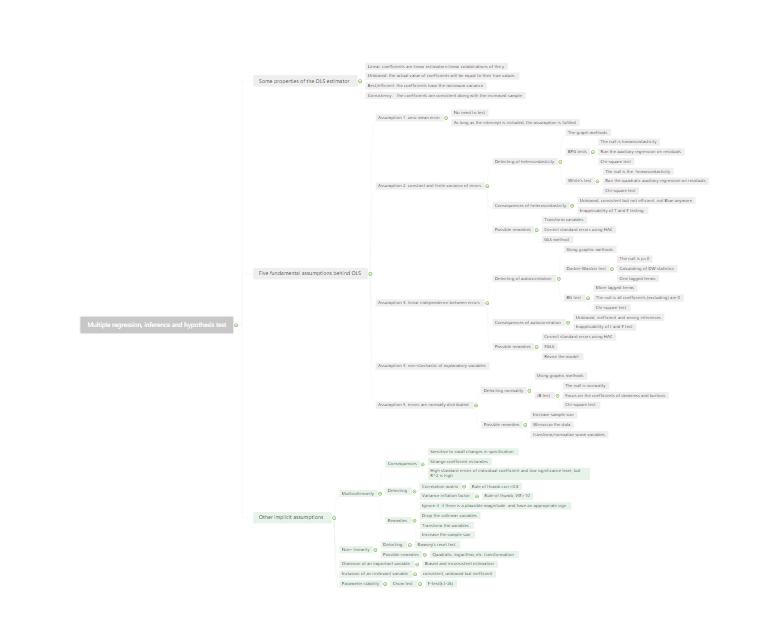 Linear: coefficients are linear estimators linear combinations of the y
Unbiased: the actual value of coefficients will be equal to their true values
Best/efficient: the coefficients have the minimum variance
Some properties of the OLS estimator
Consistency: the coefficients are consistent along with the increased sample
No need to test
Assumption 1: zero mean error
As long as the intercept is included, the assumption is fulfilled
The graph methods
The null is homoscedasticity
BPG tests
Run the auxiliary regression on residuals
Chi-square test
Detecting of heteroscedasticity
The null is the homoscedasticity
White's test
Run the quadratic auxiliary regression on residuals
Chi-square test
Assumption 2: constant and finite variance of errors
Unbiased, consistent but not efficient, not Blue anymore
Consequences of heteroscedasticity
Inapplicability of T and F testing
Transform variables
Possible remedies
Correct standard errors using HAC
GLS method
Using graphic methods
The null is
Durbin-Watson test
Calculating of DW statistics
One lagged terms
Detecting of autocorrelation
More lagged terms
BG test
The null is all coefficients (excluding) are 0
Chi-square test
Five fundamental assumptions behind OLS
Assumption 3: linear independence between errors
Unbiased, inefficient and wrong inferences
Consequences of autocorrelation
Inapplicability of t and F test
Correct standard errors using HAC
Possible remedies
FGLS
Revise the model
Multiple regression, inference and hypothesis test
Assumption 4: non-stochastic of explanatory variables
Using graphic methods
Detecting normality
The null is normality
JB test
Focus on the coefficients of skewness and kurtosis
Chi-square test
Assumption 5: errors are normally distributed
Increase sample size
Possible remedies
Winsorize the data
transform/normalize some variables
Sensitive to small changes in specification
Consequences
Strange coefficient estimates
High standard errors of individual coefficient and low significance level, but
R^2 is high
Multicollinearity
Detecting
Correlation matrix
Rule of thumb: corr >0.8
Variance inflation factor
Rule of thumb: VIF> 10
Ignore it if there is a plausible magnitude and have an appropriate sign
Drop the collinear variables
Remedies
Transform the variables
Increase the sample size
Other implicit assumptions
Non- linearity
Detecting
Ramsey's reset test
Possible remedies
Quadratic, logarithm, etc. transformation
Omission of an important variable
Biased and inconsistent estimation
Inclusion of an irrelevant variable
consistent, unbiased but inefficient
Parameter stability
Chow test